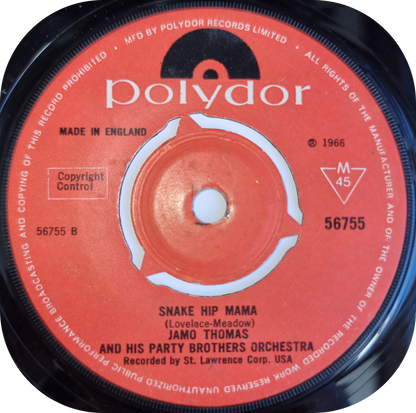 MFD BY POLYDOR RECORDS LIMITED • ALL RIGHTS OF THE MANUFACTURER AND OF THE OWNER OF THE RECORDED WORK RESERVED UNAUTHORIZED PUBLIC PERFORMANCE BROADCASTING AND COPYING OF THIS RECORD PROHIBITED •
polydor
MADE IN ENGLAND
℗ 1966
Copyright
Control
M
45
56755 B
56755
SNAKE HIP MAMA
(Lovelace-Meadow)
JAMO THOMAS
AND HIS PARTY BROTHERS ORCHESTRA
Recorded by St. Lawrence Corp. USA